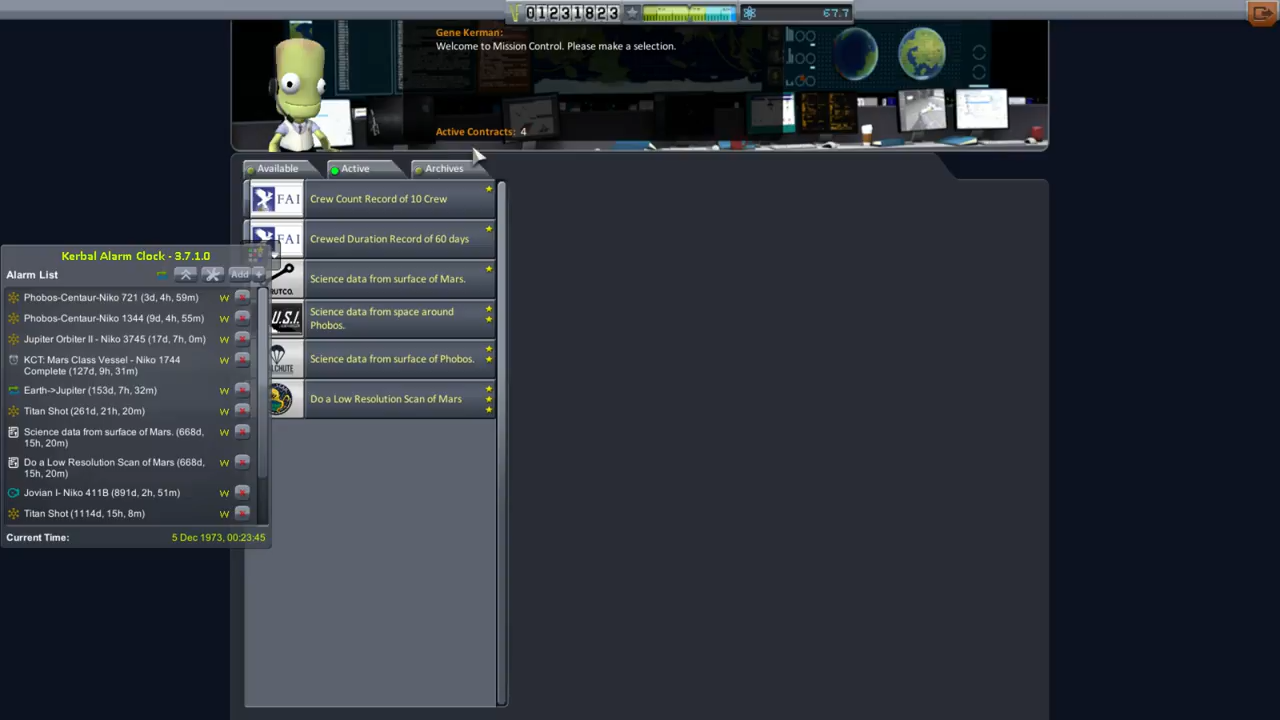 01231823
67.7
Gene Kerman:
Welcome to Mission Control. Please make a selection.
Active Contracts: 4
Available
Active
Archives
FAI
Crew Count Record of 10 Crew
FAI
Crewed Duration Record of 60 days
UTCO.
Science data from surface of Mars.
U.S.I.
Science data from space around
Phobos.
CHUTE
Science data from surface of Phobos.
Do a Low Resolution Scan of Mars
Kerbal Alarm Clock - 3.7.1.0
Alarm List
Add
+
Phobos-Centaur-Niko 721 (3d, 4h, 59m)
W
Phobos-Centaur-Niko 1344 (9d, 4h, 55m)
W
Jupiter Orbiter II - Niko 3745 (17d, 7h, 0m)
W
KCT: Mars Class Vessel - Niko 1744
Complete (127d, 9h, 31m)
W
Earth->Jupiter (153d, 7h, 32m)
W
Titan Shot (261d, 21h, 20m)
W
Science data from surface of Mars. (668d,
15h, 20m)
W
Do a Low Resolution Scan of Mars (668d,
15h, 20m)
W
Jovian I- Niko 411B (891d, 2h, 51m)
W
Titan Shot (1114d, 15h, 8m)
W
Current Time:
5 Dec 1973, 00:23:45